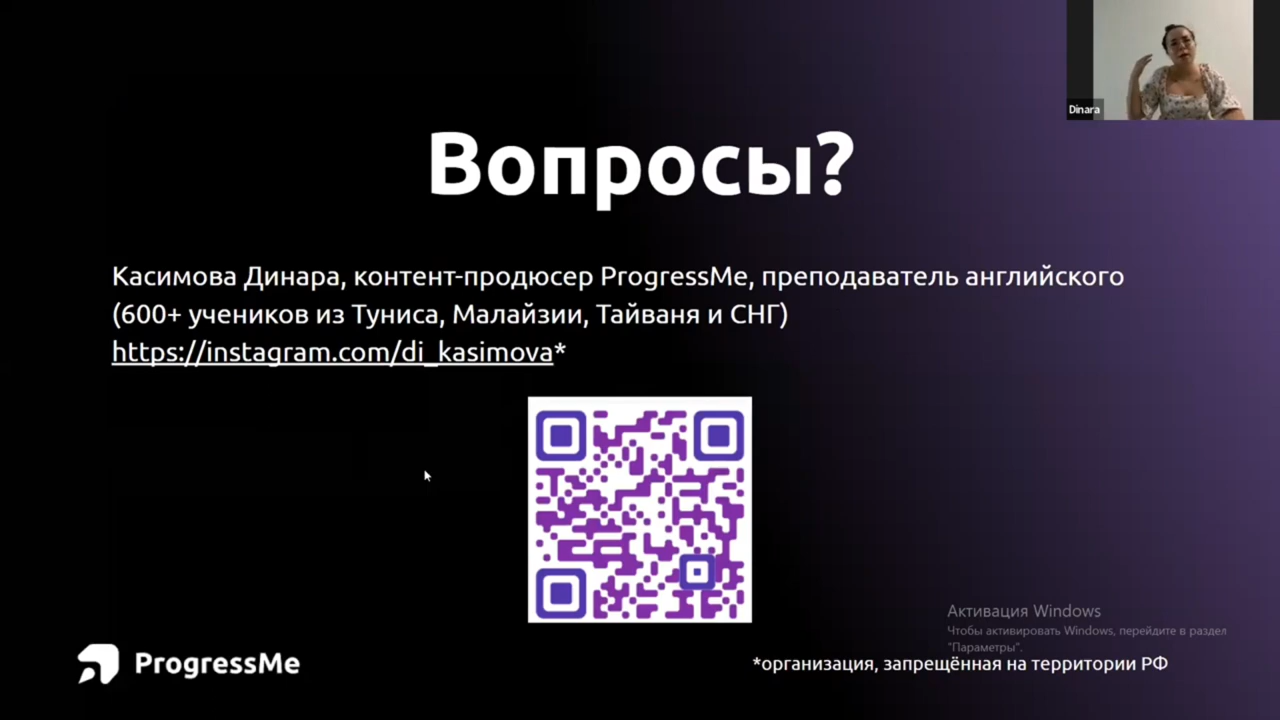 Dinara
Вопросы?
Касимова Динара, контент-продюсер ProgressMe, преподаватель английского
(600+ учеников из Туниса, Малайзии, Тайваня и СНГ)
https://instagram.com/di_kasimova*
Активация Windows
Чтобы активировать Windows, перейдите в раздел
"Параметры".
ProgressMe
*организация, запрещённая на территории РФ